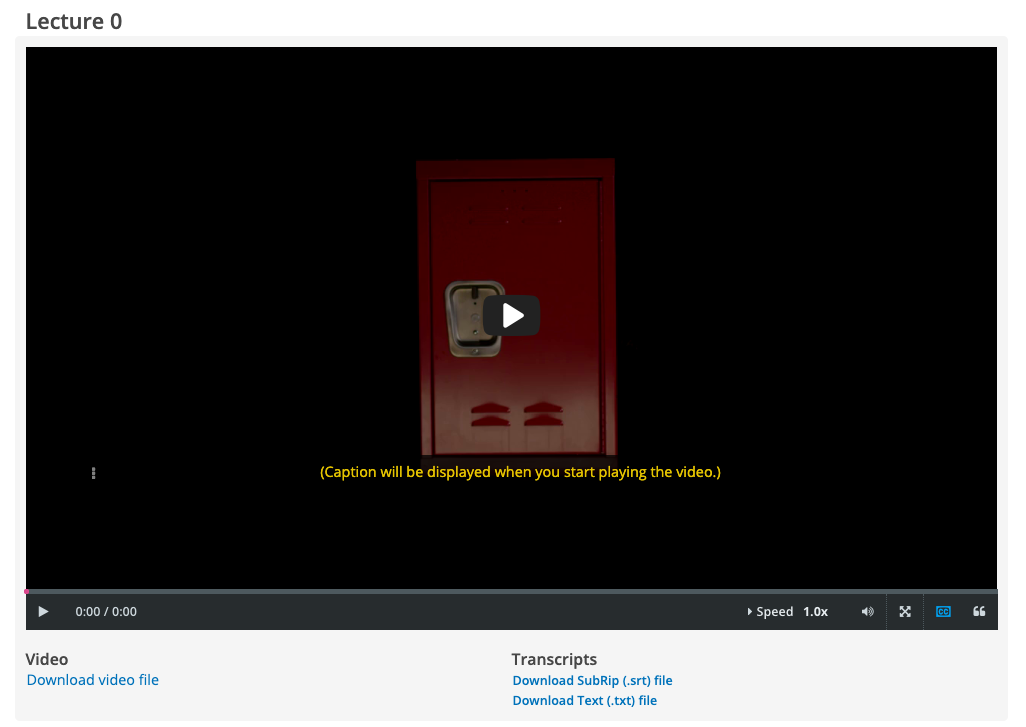 Lecture 0
(Caption will be displayed when you start playing the video.)
0:00 / 0:00
Speed 1.0x
CC
Video
Download video file
Transcripts
Download SubRip (.srt) file
Download Text (.txt) file